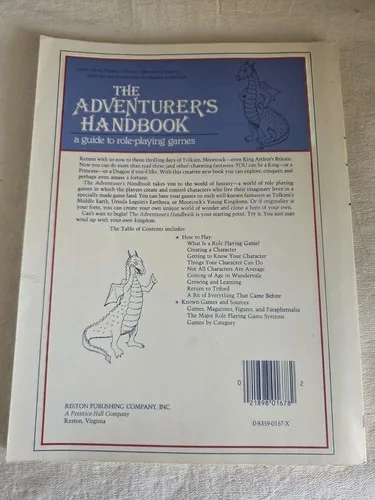 THE
ADVENTURER'S
HANDBOOK
a guide to role-playing games
Return with us now to those thrilling days of Tolkien, Moorcock—even King Arthur's Britain.
Now you can do more than read these (and other) charming fantasies. YOU can be a King—or a
Princess—or a Dragon if you'd like. With this creative new book you can explore, conquer, and
perhaps even amass a fortune.
The Adventurer's Handbook takes you to the world of fantasy—a world of role playing
games in which the players create and control characters who live their imaginary lives in a
specially made game land. You can base your games on such well-known fantasies as Tolkien's
Middle Earth, Ursula Leguin's Earthsea, or Moorcock's Young Kingdoms. Or if originality is
your forte, you can create your own unique world of wonder and clone a hero of your own.
Can't wait to begin? The Adventurer's Handbook is your starting point. Try it. You just may
wind up with your own kingdom.
The Table of Contents includes:
★ How to Play:
What Is a Role Playing Game?
Creating a Character
Getting to Know Your Character
Things Your Character Can Do
Not All Characters Are Average
Coming of Age in Wundervale
Growing and Learning
Return to Trifold
A Bit of Everything That Came Before
★ Known Games and Sources:
Games, Magazines, Figures, and Paraphernalia
The Major Role Playing Game Systems
Games by Category
RESTON PUBLISHING COMPANY, INC.
A Prentice-Hall Company
Reston, Virginia
0 21898 01678 2
0-8359-0167-X